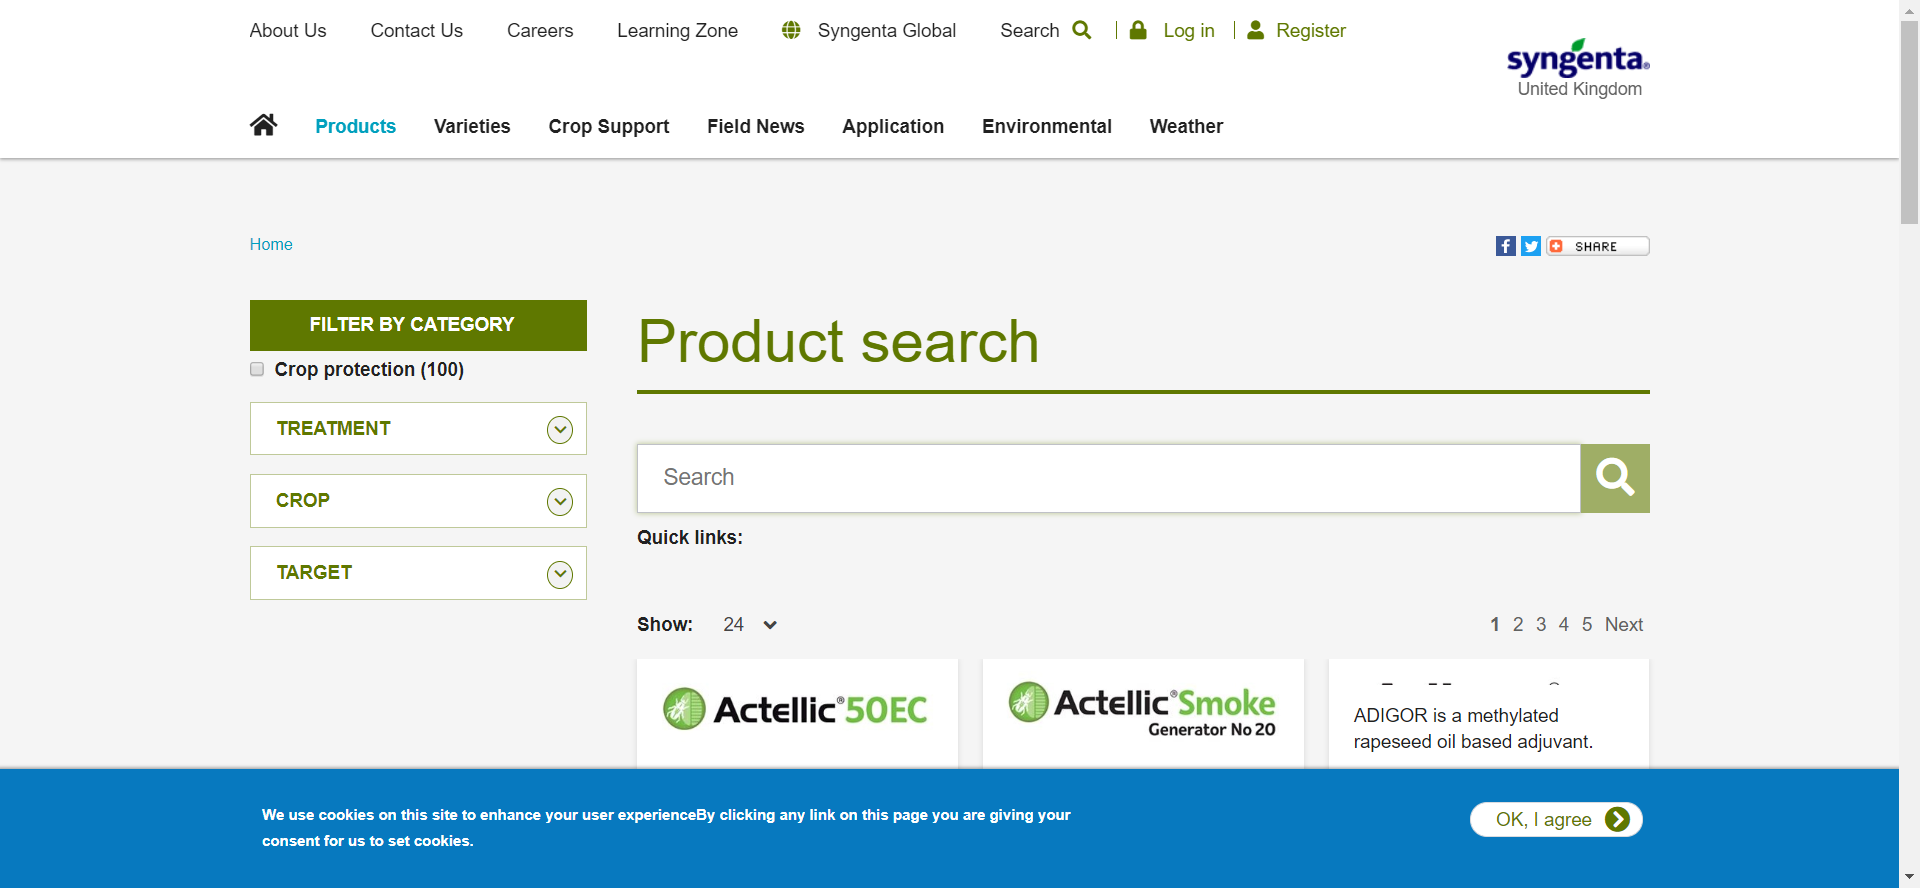 About Us Contact Us Careers Learning Zone Syngenta Global Search Log in Register
syngenta®
United Kingdom
Products Varieties Crop Support Field News Application Environmental Weather
Home
SHARE
FILTER BY CATEGORY
Crop protection (100)
TREATMENT
CROP
TARGET
Product search
Search
Quick links:
Show: 24
1 2 3 4 5 Next
Actellic® 50EC
Actellic® Smoke
Generator No 20
ADIGOR is a methylated
rapeseed oil based adjuvant.
We use cookies on this site to enhance your user experienceBy clicking any link on this page you are giving your
consent for us to set cookies.
OK, I agree